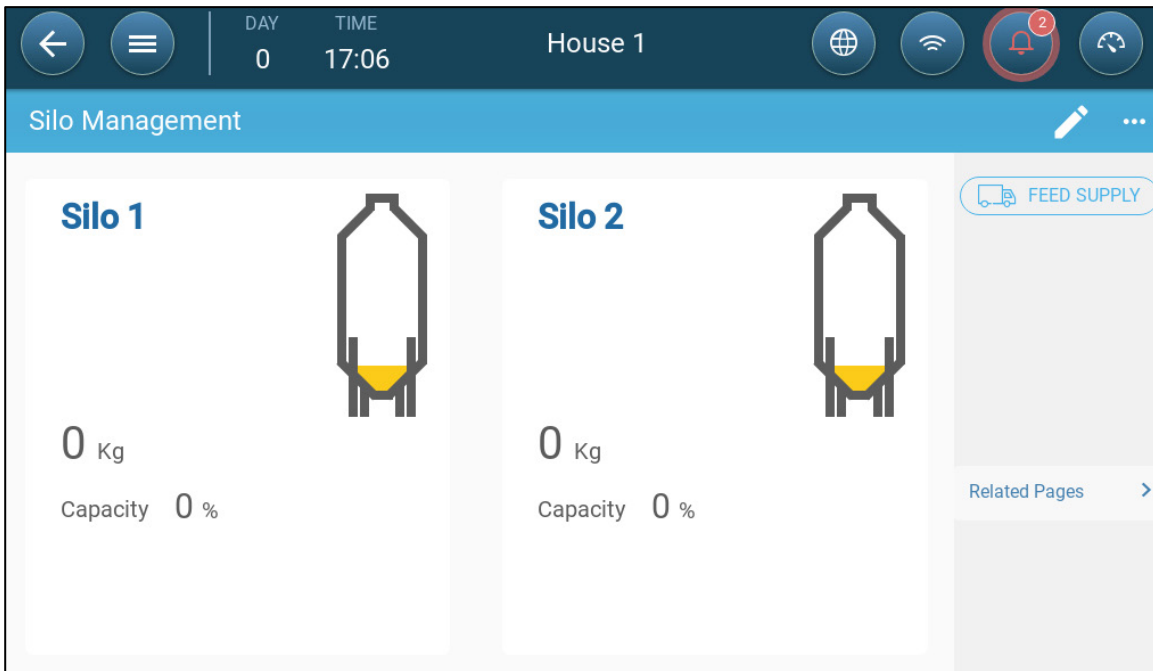 DAY TIME
0 17:06
House 1
2
Silo Management
Silo 1
0 Kg
Capacity 0 %
Silo 2
0 Kg
Capacity 0 %
FEED SUPPLY
Related Pages